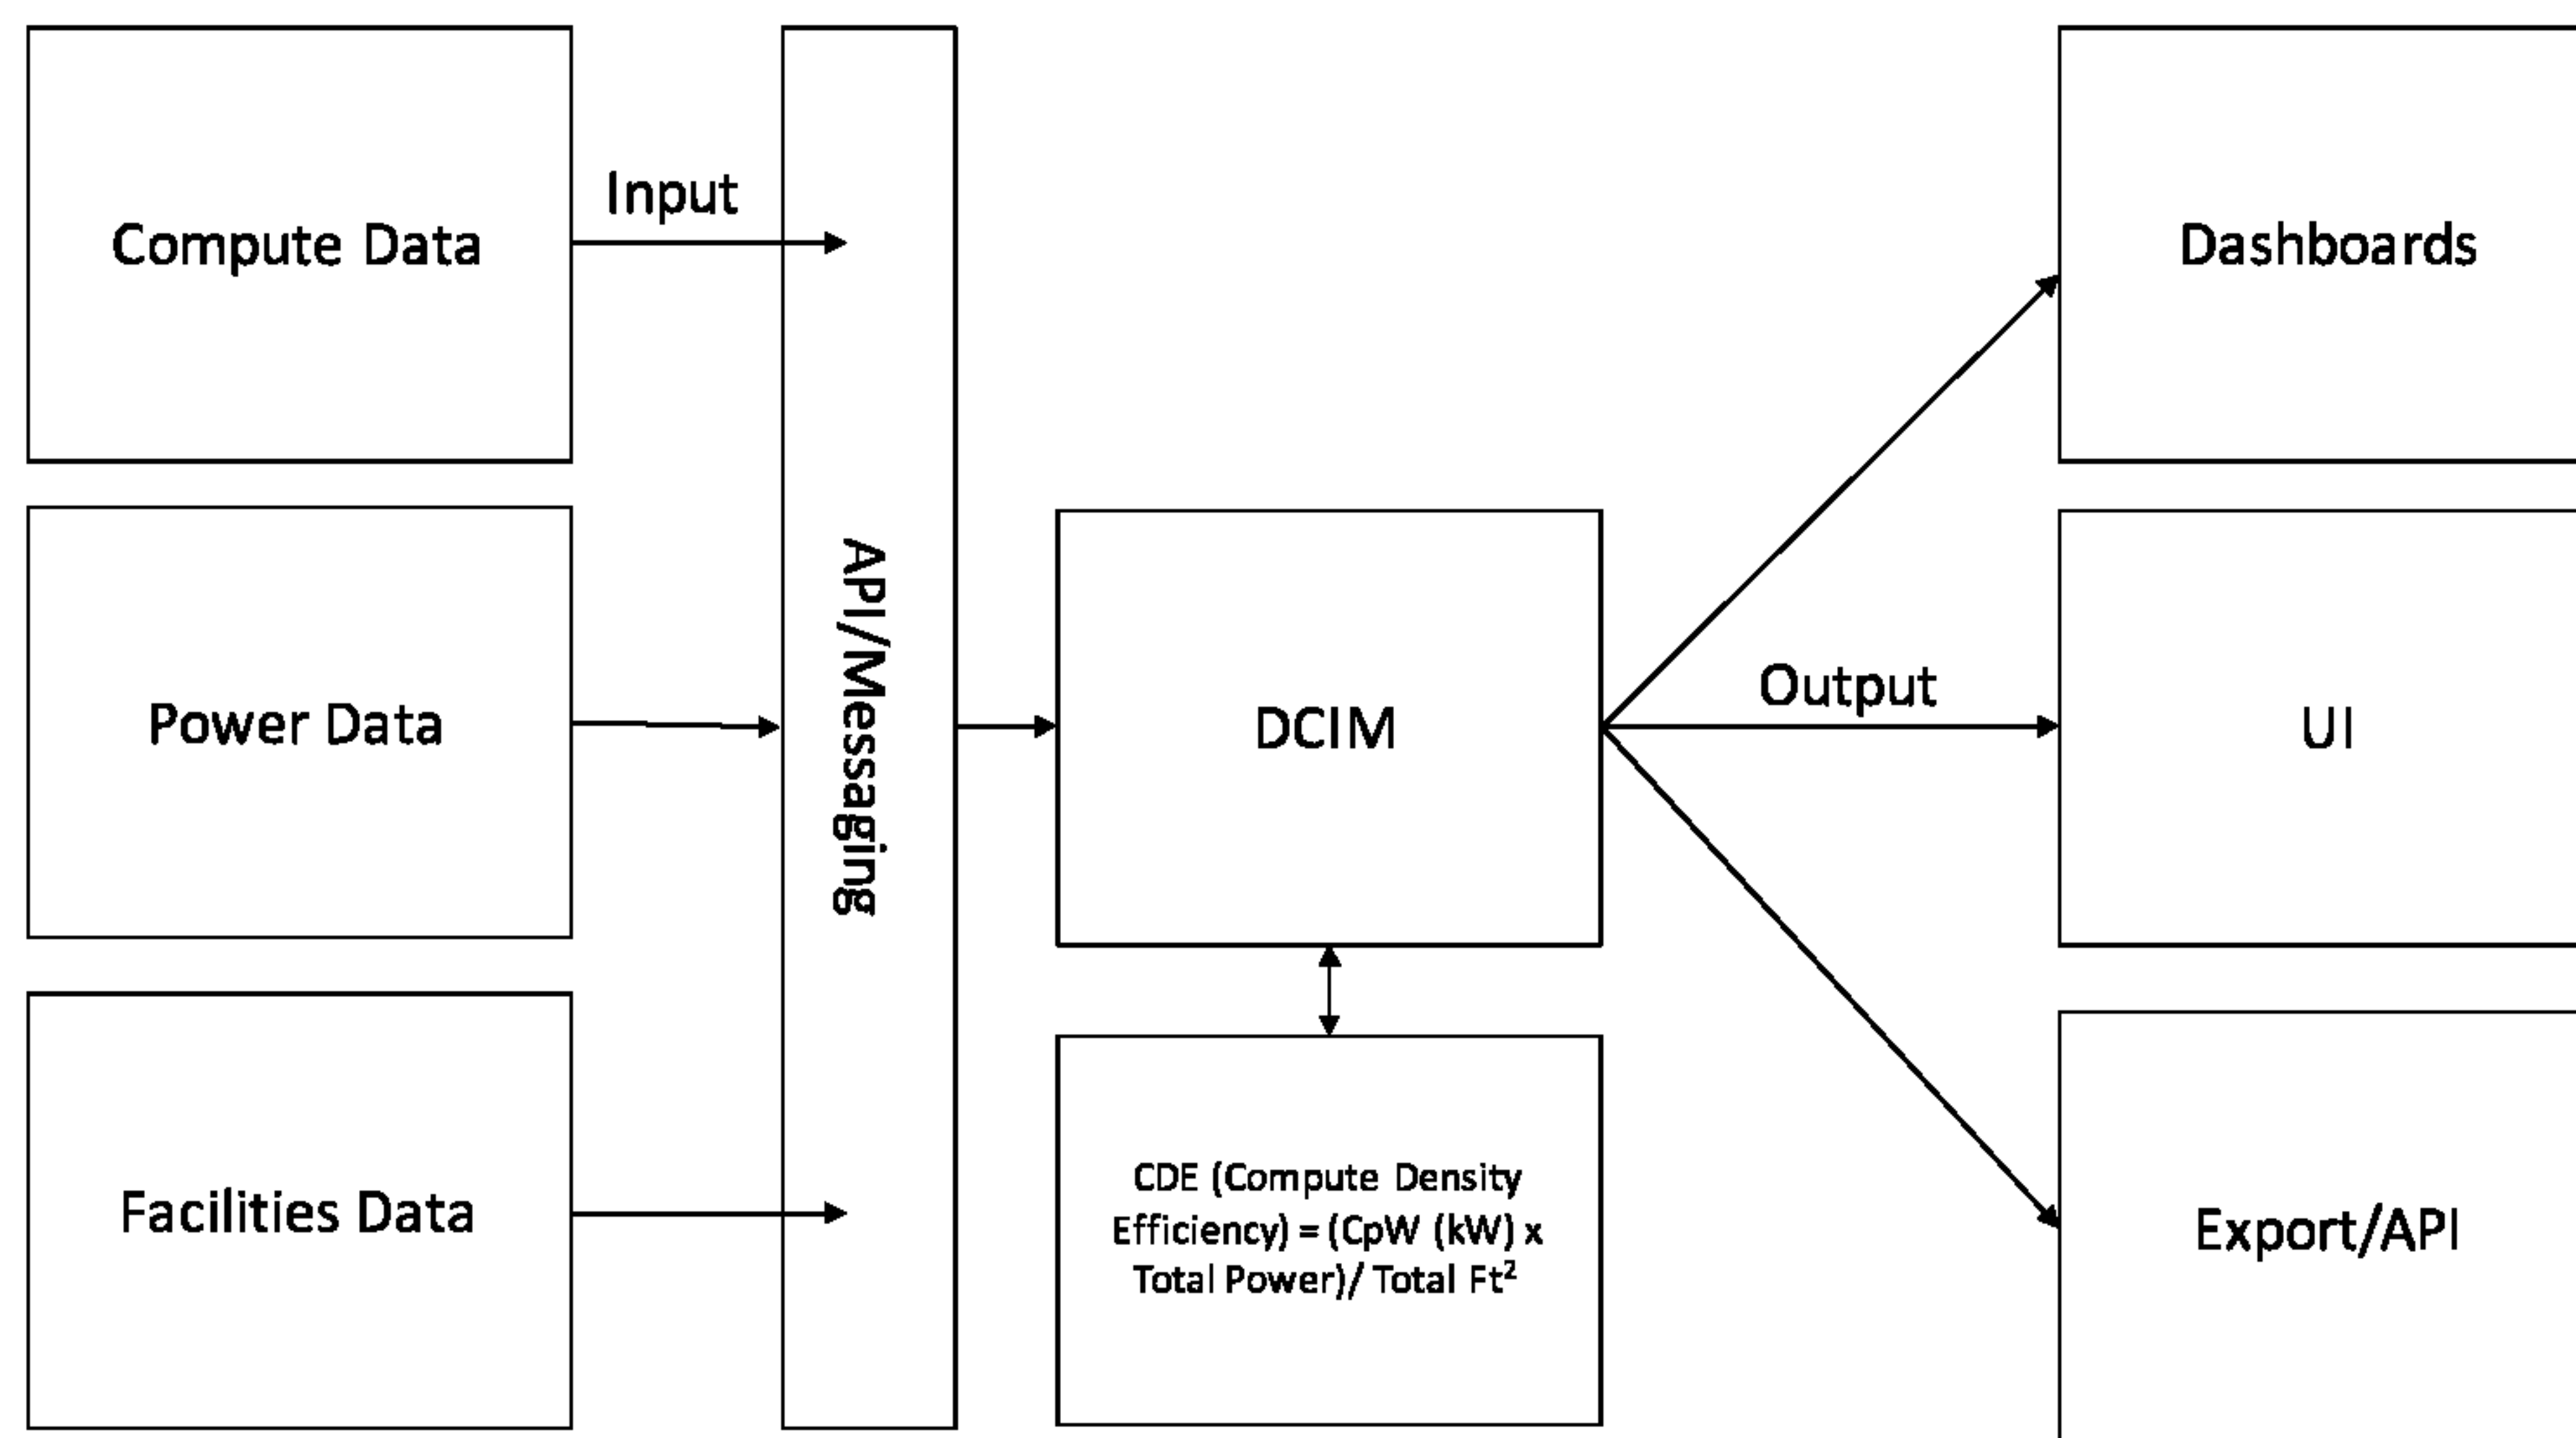 Compute Data
Input
Dashboards
Power Data
API/Messaging
DCIM
Output
UI
Facilities Data
CDE (Compute Density
Efficiency) = (CpW (kW) x
Total Power)/ Total Ft²
Export/API